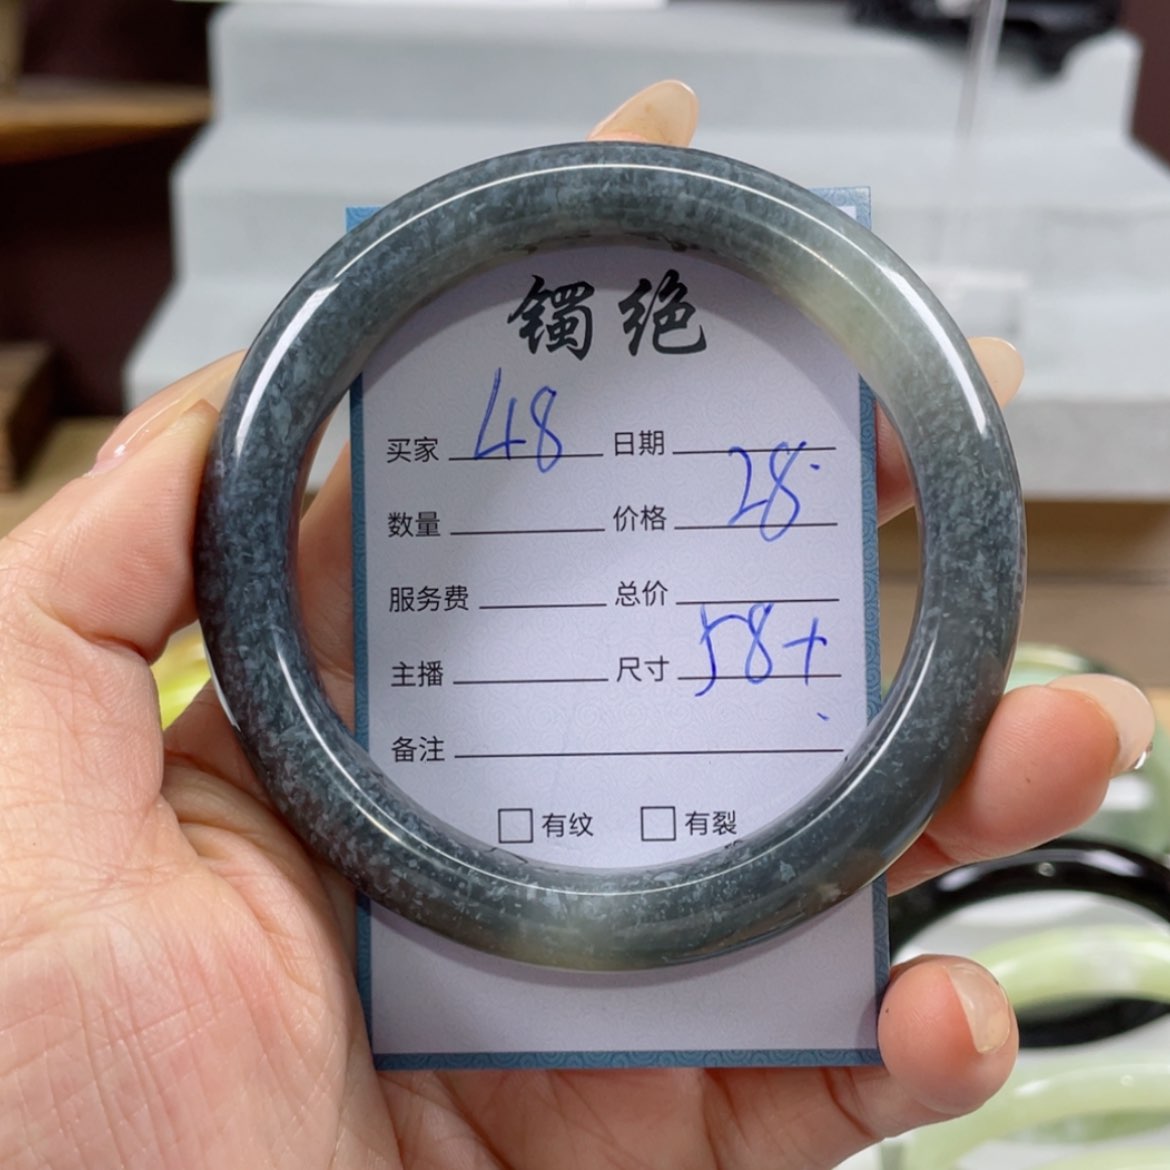 镯绝
买家 48 日期
数量 价格 28
服务费 总价
主播 尺寸 58+
备注
有纹 有裂